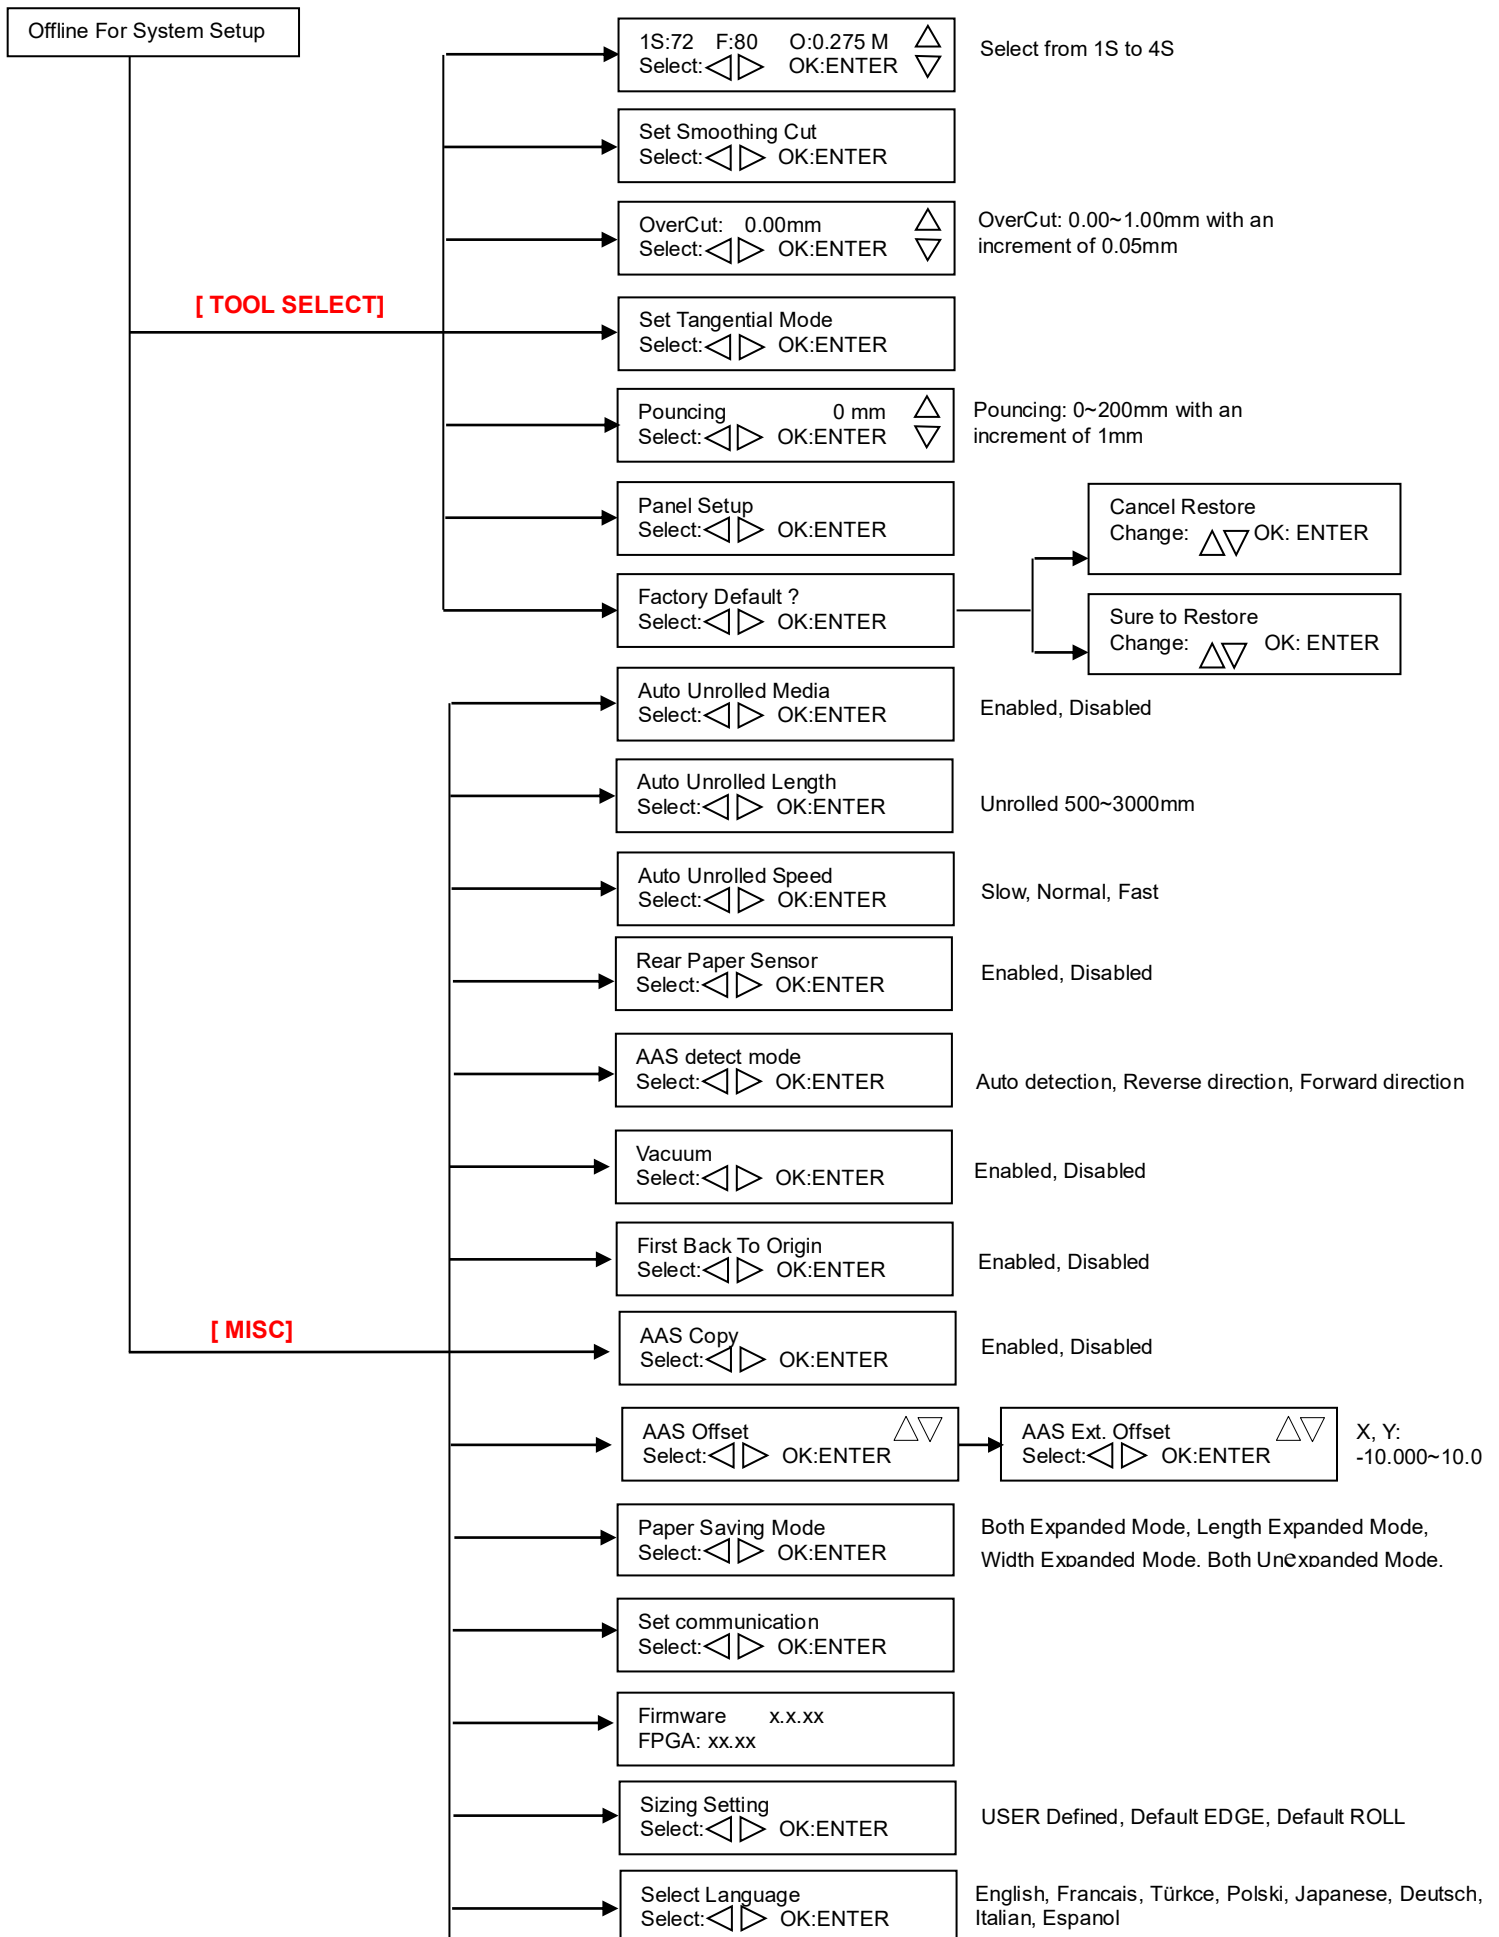 Offline For System Setup
1S:72 F:80 O:0.275 M
Select: OK:ENTER
Select from 1S to 4S
Set Smoothing Cut
Select: OK:ENTER
OverCut: 0.00mm
Select: OK:ENTER
OverCut: 0.00~1.00mm with an
increment of 0.05mm
[ TOOL SELECT]
Set Tangential Mode
Select: OK:ENTER
Pouncing 0 mm
Select: OK:ENTER
Pouncing: 0~200mm with an
increment of 1mm
Panel Setup
Select: OK:ENTER
Cancel Restore
Change: OK: ENTER
Factory Default ?
Select: OK:ENTER
Sure to Restore
Change: OK: ENTER
Auto Unrolled Media
Select: OK:ENTER
Enabled, Disabled
Auto Unrolled Length
Select: OK:ENTER
Unrolled 500~3000mm
Auto Unrolled Speed
Select: OK:ENTER
Slow, Normal, Fast
Rear Paper Sensor
Select: OK:ENTER
Enabled, Disabled
AAS detect mode
Select: OK:ENTER
Auto detection, Reverse direction, Forward direction
Vacuum
Select: OK:ENTER
Enabled, Disabled
First Back To Origin
Select: OK:ENTER
Enabled, Disabled
[ MISC]
AAS Copy
Select: OK:ENTER
Enabled, Disabled
AAS Offset
Select: OK:ENTER
AAS Ext. Offset
Select: OK:ENTER
X, Y:
-10.000~10.0
Paper Saving Mode
Select: OK:ENTER
Both Expanded Mode, Length Expanded Mode,
Width Expanded Mode. Both Unexpanded Mode.
Set communication
Select: OK:ENTER
Firmware x.x.xx
FPGA: xx.xx
Sizing Setting
Select: OK:ENTER
USER Defined, Default EDGE, Default ROLL
Select Language
Select: OK:ENTER
English, Francais, Türkce, Polski, Japanese, Deutsch,
Italian, Espanol